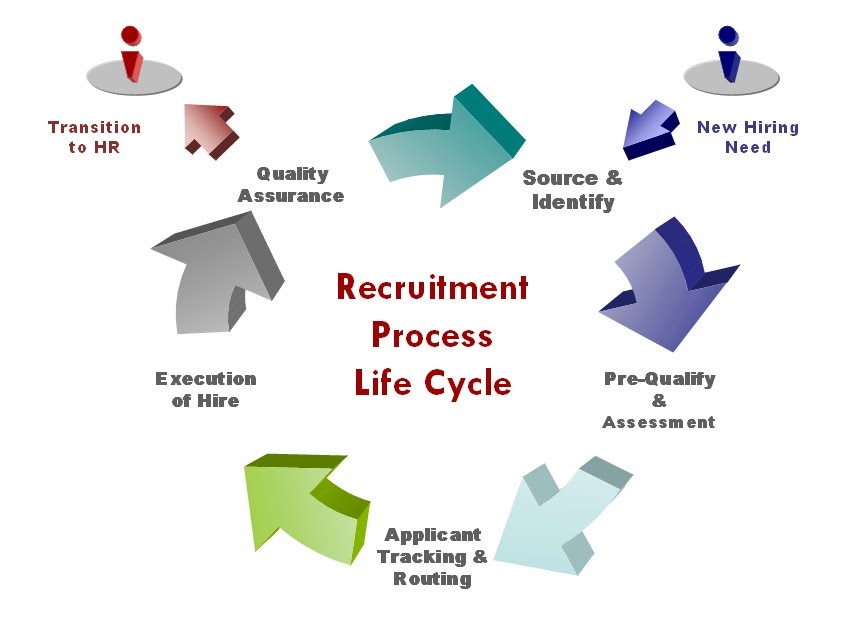 Transition
to HR
New Hiring
Need
Quality
Assurance
Source &
Identify
Recruitment
Process
Life Cycle
Execution
of Hire
Pre-Qualify
&
Assessment
Applicant
Tracking &
Routing